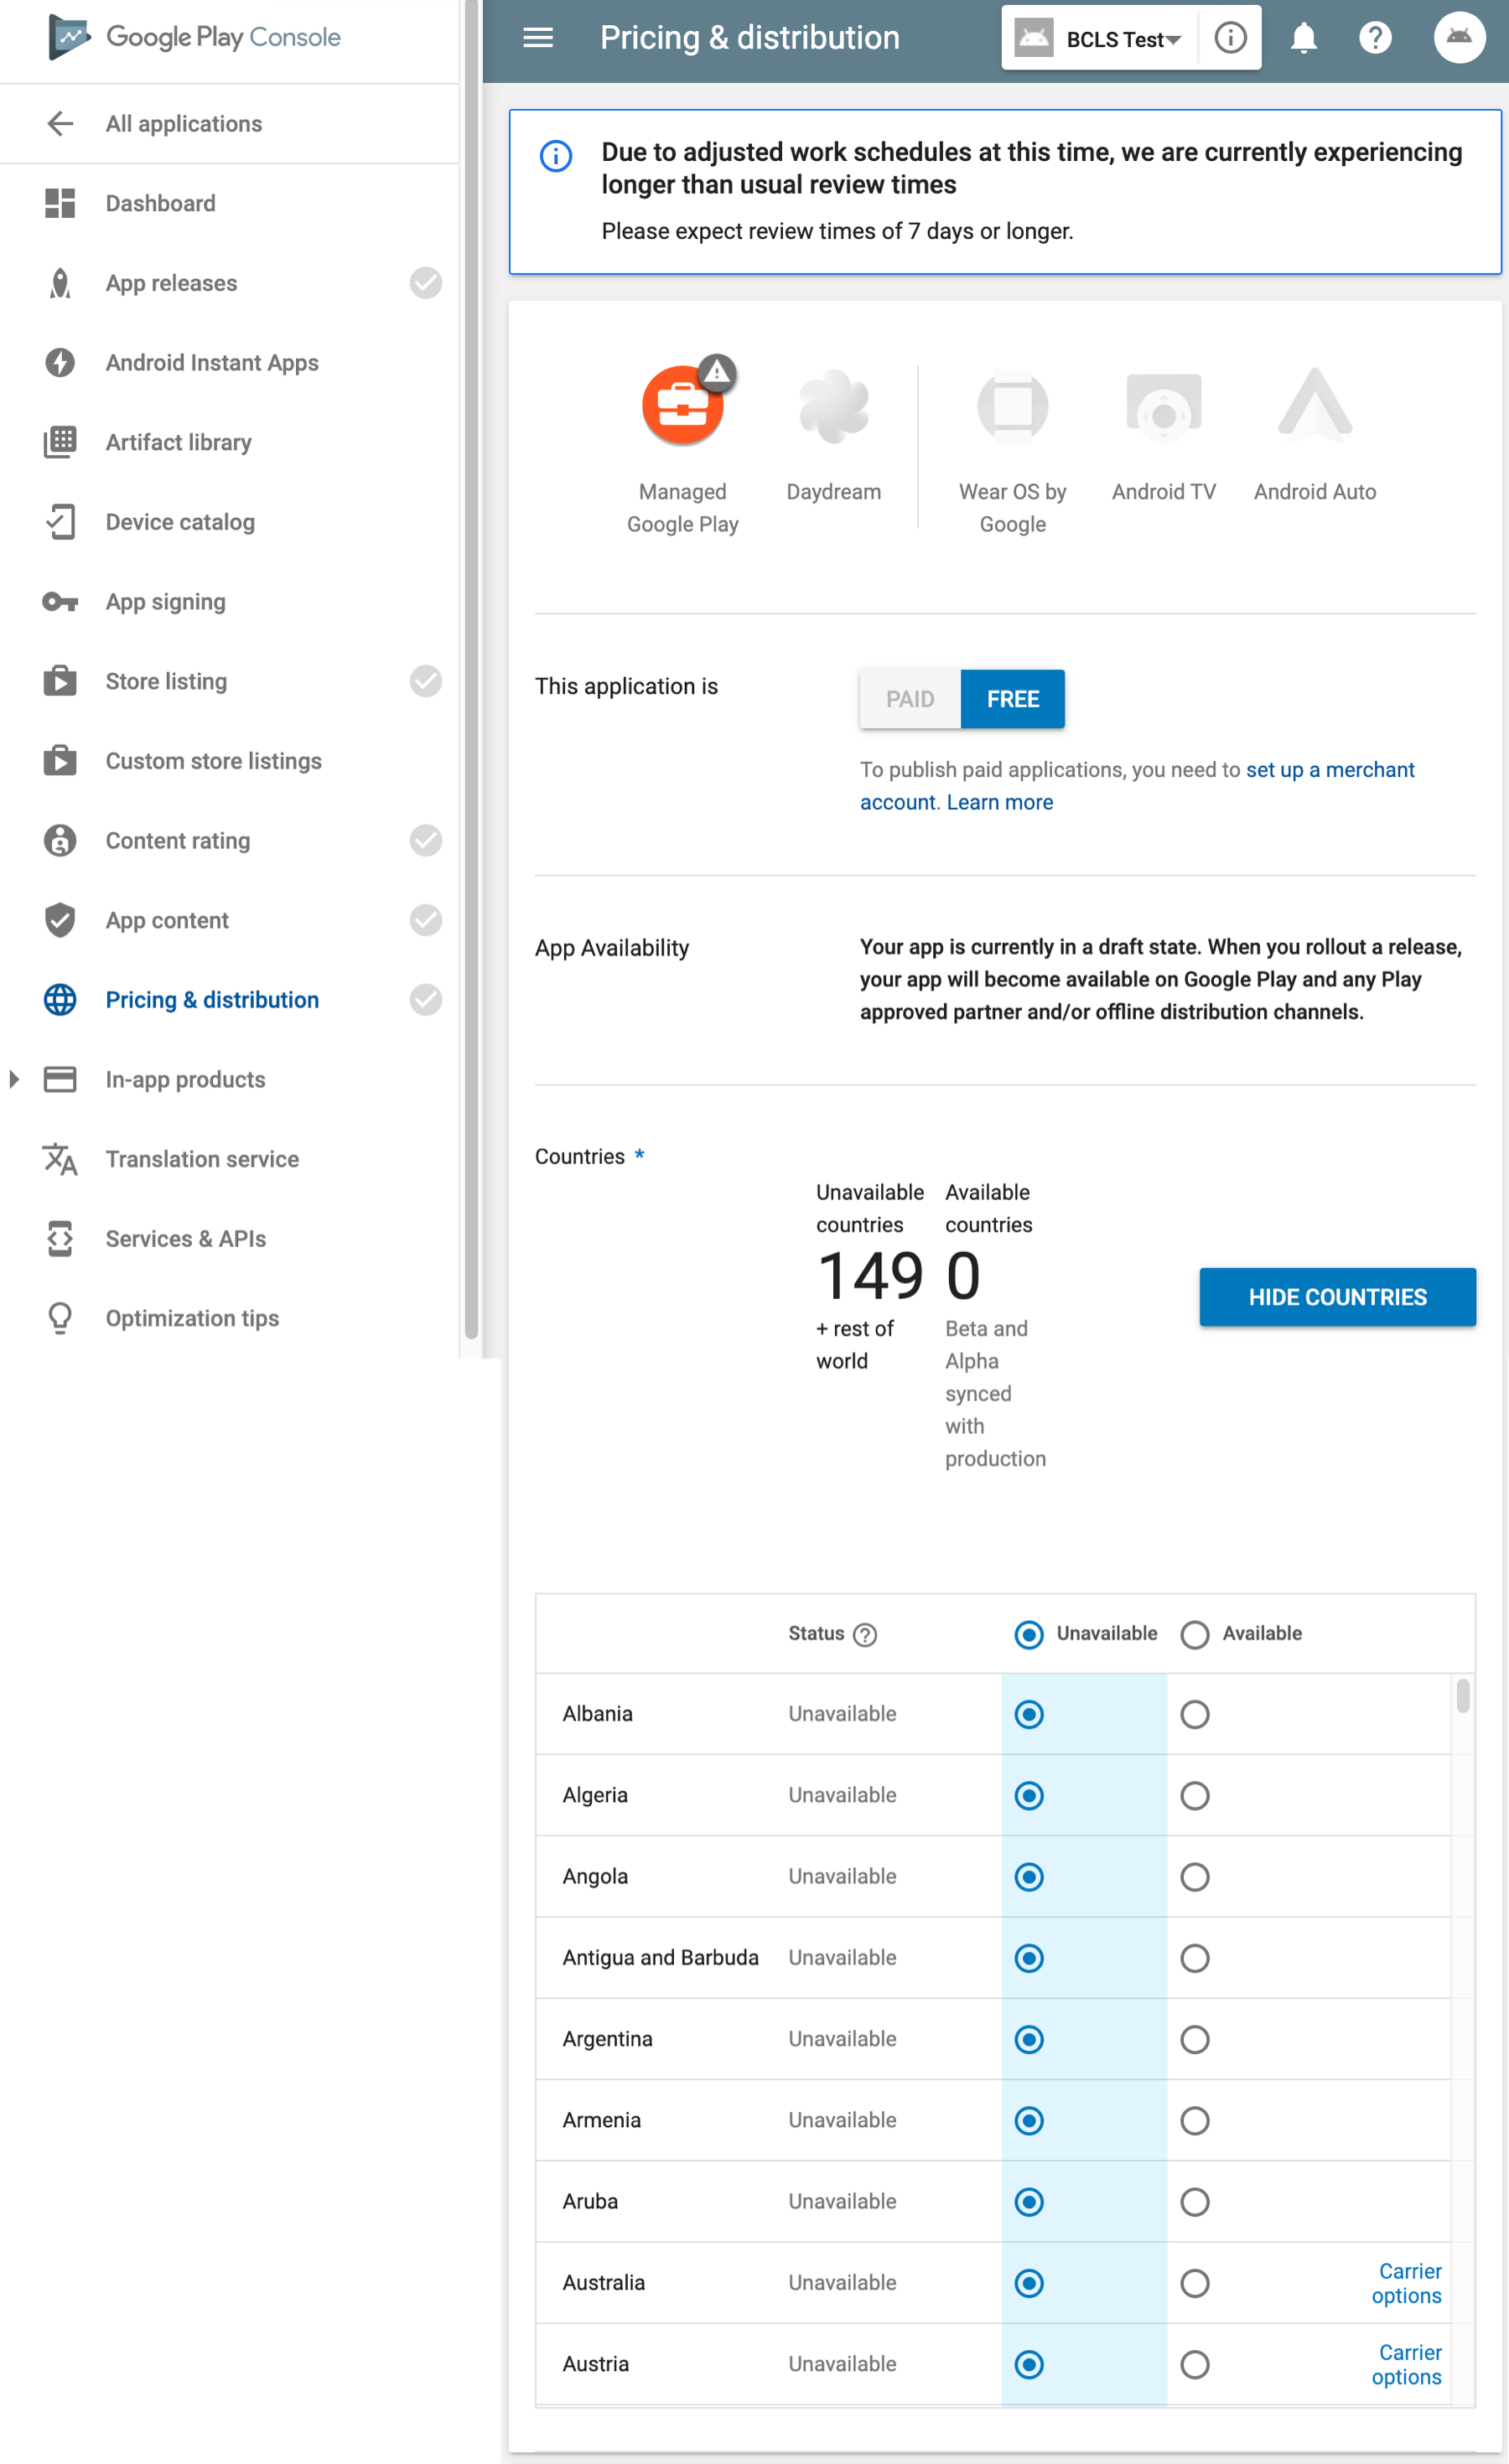 Google Play Console
All applications
Dashboard
App releases
Android Instant Apps
Artifact library
Device catalog
App signing
Store listing
Custom store listings
Content rating
App content
Pricing & distribution
In-app products
Translation service
Services & APIs
Optimization tips
Pricing & distribution
BCLS Test
Due to adjusted work schedules at this time, we are currently experiencing
longer than usual review times
Please expect review times of 7 days or longer.
Managed
Google Play
Daydream
Wear OS by
Google
Android TV
Android Auto
This application is
PAID
FREE
To publish paid applications, you need to set up a merchant
account. Learn more
App Availability
Your app is currently in a draft state. When you rollout a release,
your app will become available on Google Play and any Play
approved partner and/or offline distribution channels.
Countries *
Unavailable
countries
149
+ rest of
world
Available
countries
0
Beta and
Alpha
synced
with
production
HIDE COUNTRIES
Status Unavailable Available
Albania Unavailable
Algeria Unavailable
Angola Unavailable
Antigua and Barbuda Unavailable
Argentina Unavailable
Armenia Unavailable
Aruba Unavailable
Australia Unavailable
Carrier
options
Austria Unavailable
Carrier
options